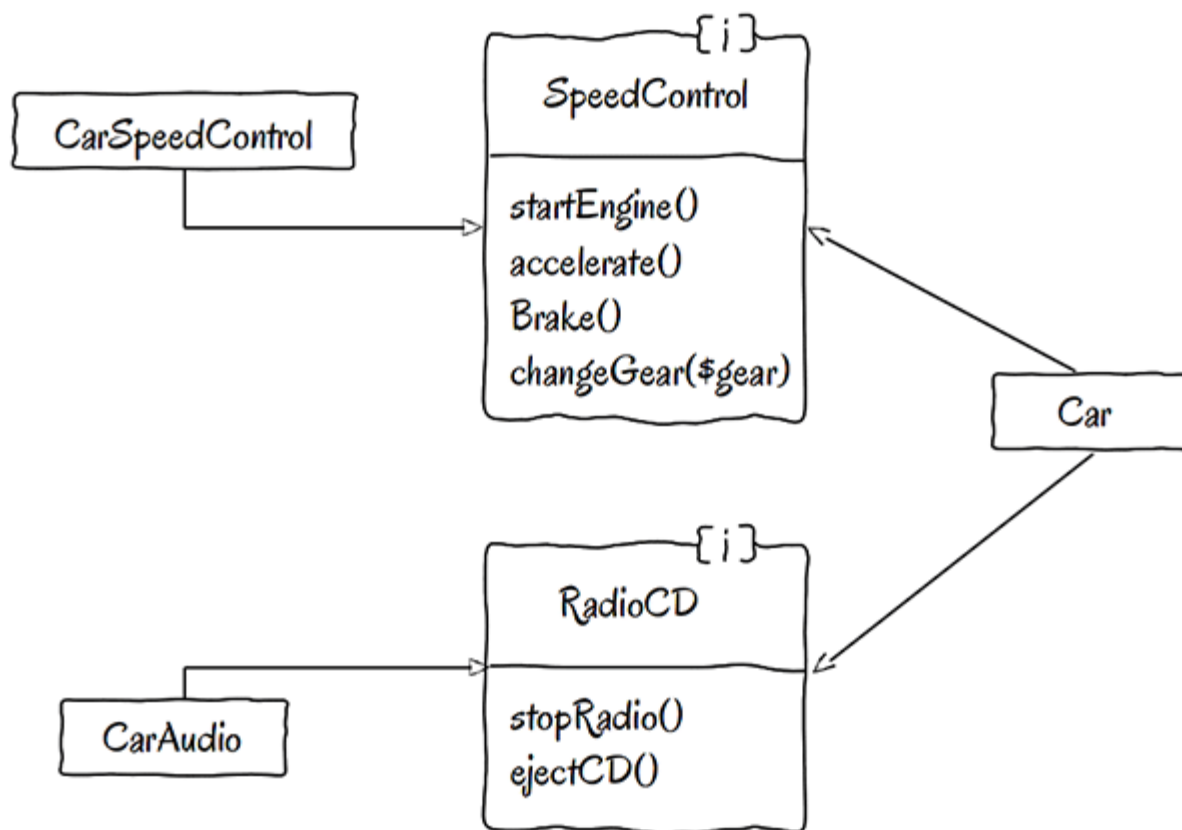 [i]
SpeedControl
startEngine()
accelerate()
Brake()
changeGear($gear)
CarSpeedControl
Car
[i]
RadioCD
stopRadio()
ejectCD()
CarAudio